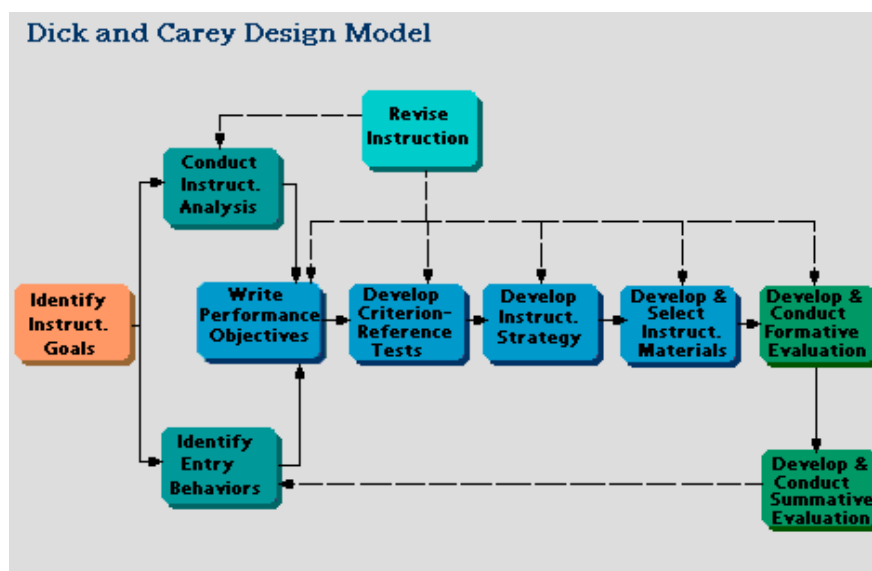 Dick and Carey Design Model
Revise
Instruction
Conduct
Instruct.
Analysis
Identify
Instruct.
Goals
Write
Performance
Objectives
Develop
Criterion-
Reference
Tests
Develop
Instruct.
Strategy
Develop &
Select
Instruct.
Materials
Develop &
Conduct
Formative
Evaluation
Identify
Entry
Behaviors
Develop &
Conduct
Summative
Evaluation